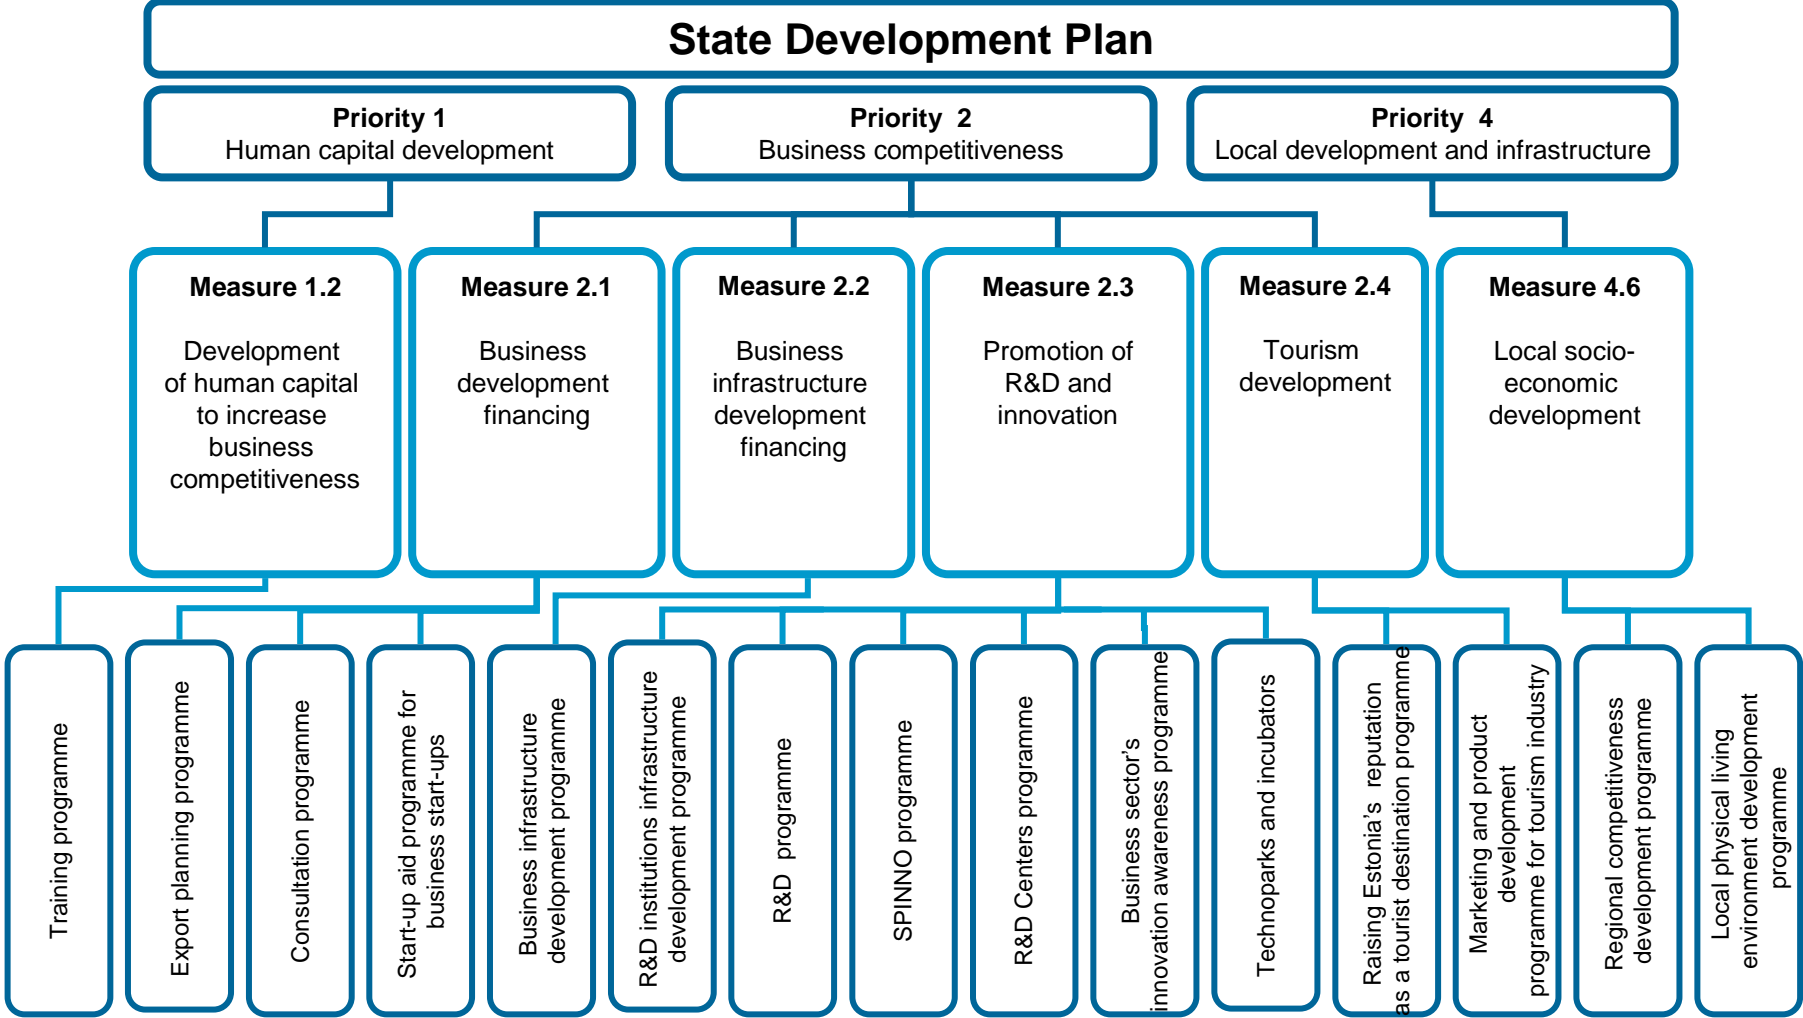 State Development Plan
Priority 1
Human capital development
Priority 2
Business competitiveness
Priority 4
Local development and infrastructure
Measure 1.2
Development
of human capital
to increase
business
competitiveness
Measure 2.1
Business
development
financing
Measure 2.2
Business
infrastructure
development
financing
Measure 2.3
Promotion of
R&D and
innovation
Measure 2.4
Tourism
development
Measure 4.6
Local socio-
economic
development
Training programme
Export planning programme
Consultation programme
Start-up aid programme for
business start-ups
Business infrastructure
development programme
R&D institutions infrastructure
development programme
R&D programme
SPINNO programme
R&D Centers programme
Business sector’s
innovation awareness programme
Technoparks and incubators
Raising Estonia’s reputation
as a tourist destination programme
Marketing and product
development
programme for tourism industry
Regional competitiveness
development programme
Local physical living
environment development
programme